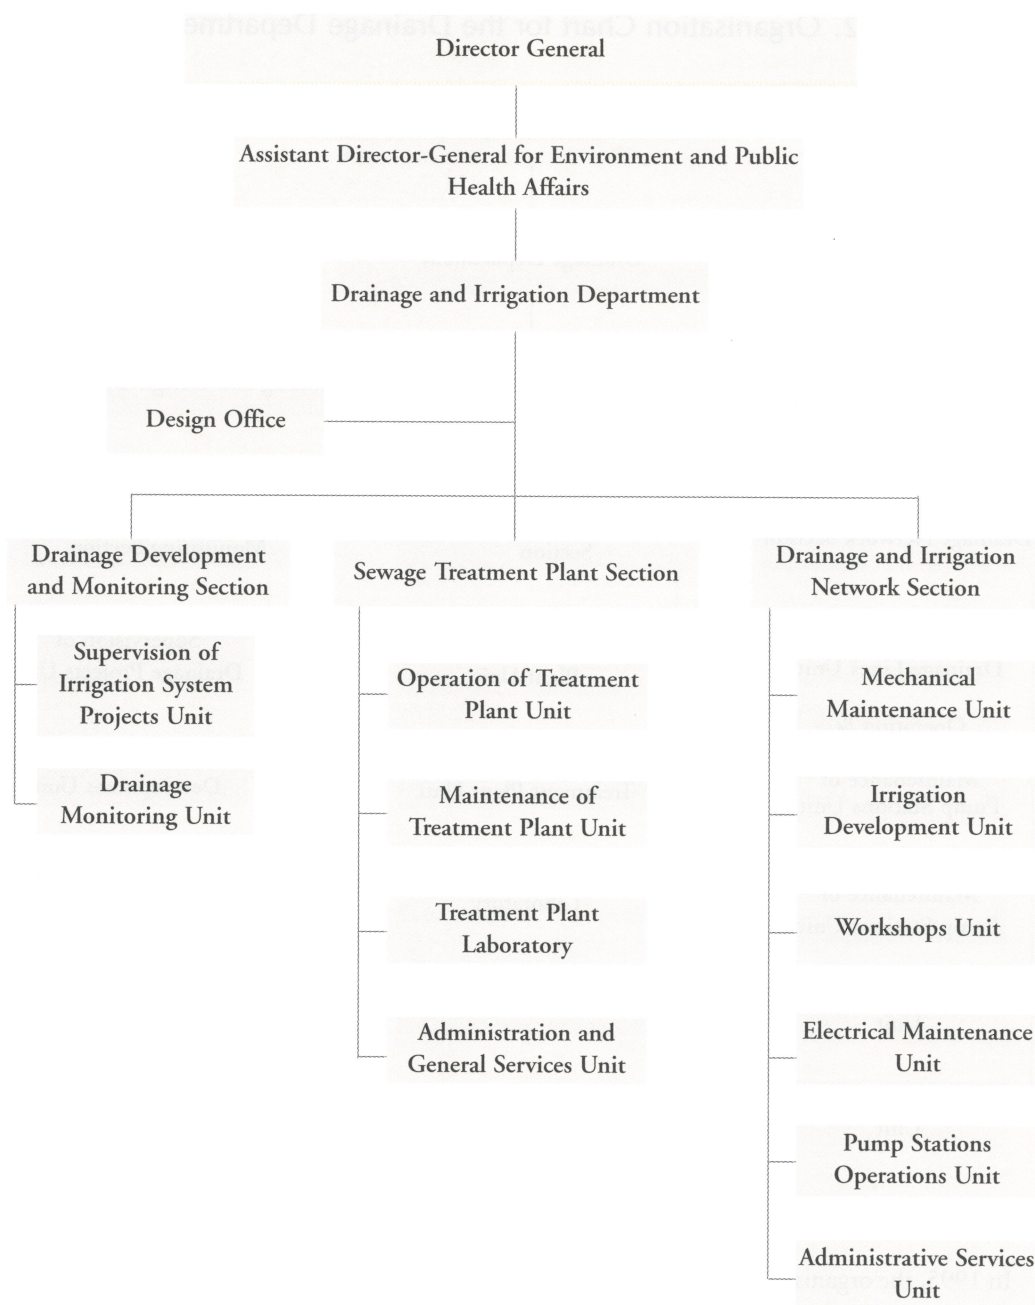 Director General
Assistant Director-General for Environment and Public
Health Affairs
Drainage and Irrigation Department
Design Office
Drainage Development
and Monitoring Section
Supervision of
Irrigation System
Projects Unit
Drainage
Monitoring Unit
Sewage Treatment Plant Section
Operation of Treatment
Plant Unit
Maintenance of
Treatment Plant Unit
Treatment Plant
Laboratory
Administration and
General Services Unit
Drainage and Irrigation
Network Section
Mechanical
Maintenance Unit
Irrigation
Development Unit
Workshops Unit
Electrical Maintenance
Unit
Pump Stations
Operations Unit
Administrative Services
Unit